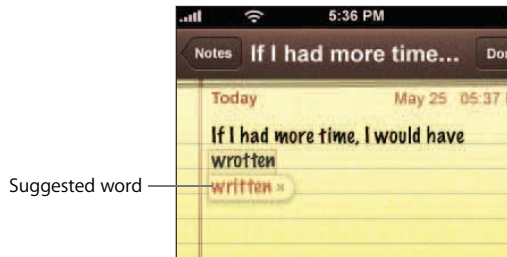 5:36 PM
Notes If I had more time... Don
Today May 25 05:37
If I had more time, I would have
wrotten
Suggested word written ×